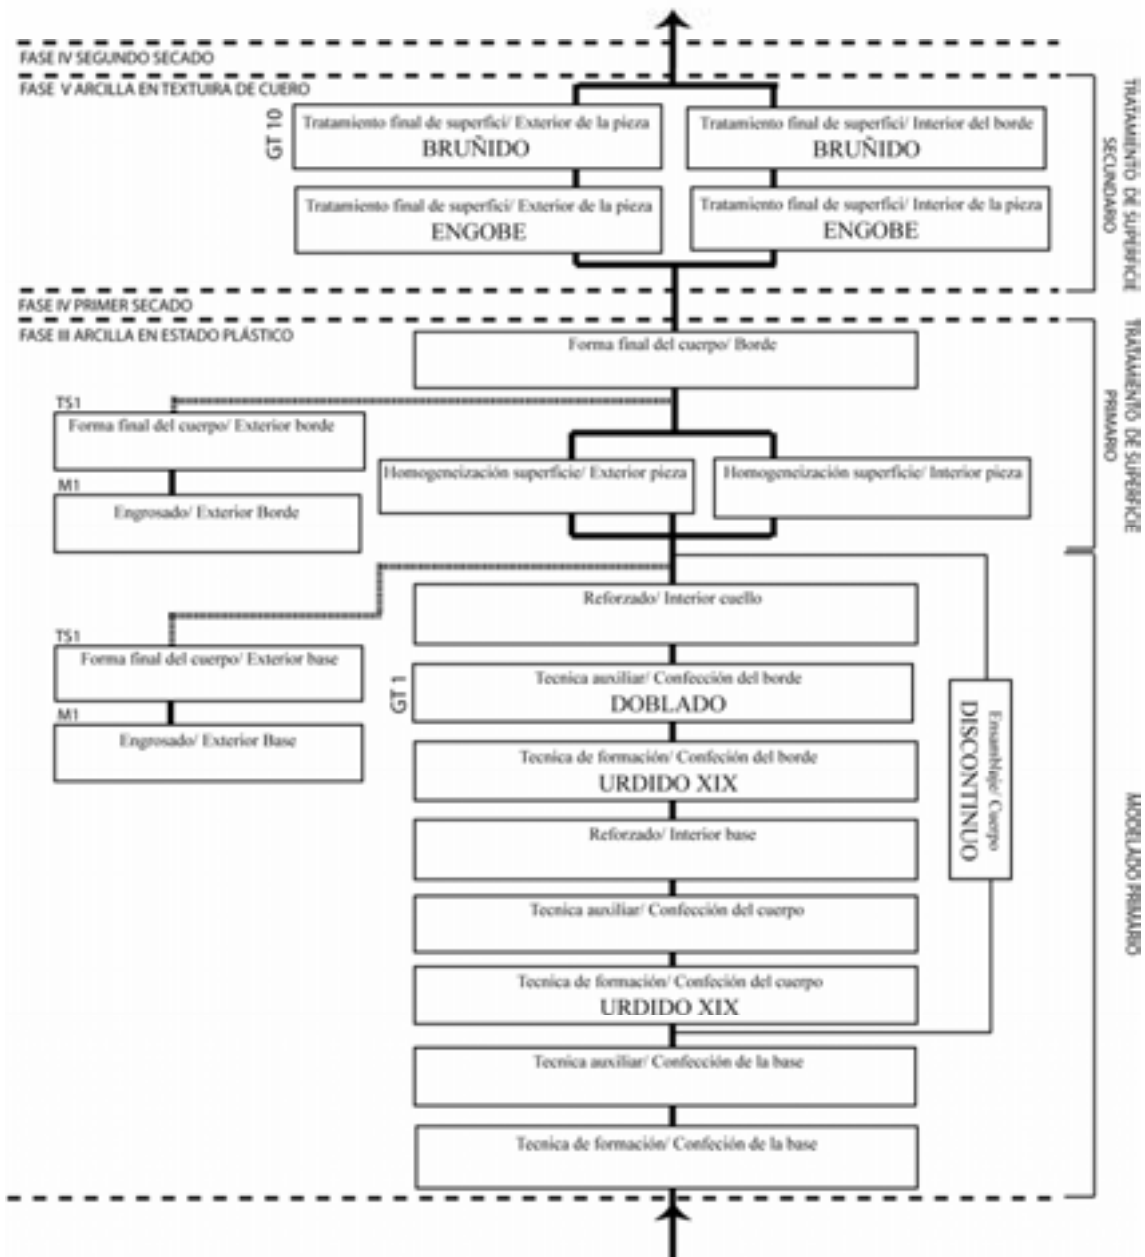 FASE IV SEGUNDO SECADO
FASE V ARCILLA EN TEXTUIRA DE CUERO
GT 10
Tratamiento final de superfici/ Exterior de la pieza
BRUÑIDO
Tratamiento final de superfici/ Interior del borde
BRUÑIDO
Tratamiento final de superfici/ Exterior de la pieza
ENGOBE
Tratamiento final de superfici/ Interior de la pieza
ENGOBE
TRATAMIENTO DE SUPERFICIE
SECUNDARIO
FASE IV PRIMER SECADO
FASE III ARCILLA EN ESTADO PLÁSTICO
Forma final del cuerpo/ Borde
TS1
Forma final del cuerpo/ Exterior borde
M1
Engrosado/ Exterior Borde
Homogeneización superficie/ Exterior pieza
Homogeneización superficie/ Interior pieza
TRATAMIENTO DE SUPERFICIE
PRIMARIO
Reforzado/ Interior cuello
TS1
Forma final del cuerpo/ Exterior base
M1
Engrosado/ Exterior Base
GT 1
Tecnica auxiliar/ Confección del borde
DOBLADO
Tecnica de formación/ Confeción del borde
URDIDO XIX
Reforzado/ Interior base
Tecnica auxiliar/ Confección del cuerpo
Tecnica de formación/ Confeción del cuerpo
URDIDO XIX
Ensamblaje/ Cuerpo
DISCONTINUO
Tecnica auxiliar/ Confección de la base
Tecnica de formación/ Confeción de la base
MODELADO PRIMARIO